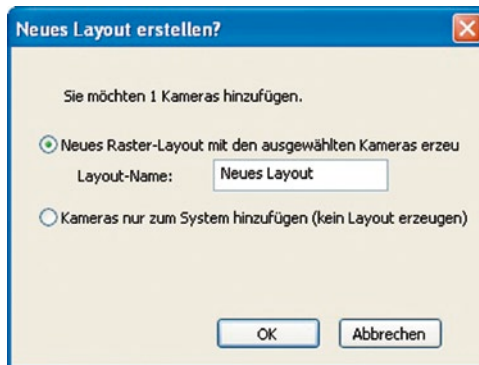 Neues Layout erstellen?
Sie möchten 1 Kameras hinzufügen.
Neues Raster-Layout mit den ausgewählten Kameras erzeu
Layout-Name: Neues Layout
Kameras nur zum System hinzufügen (kein Layout erzeugen)
OK Abbrechen